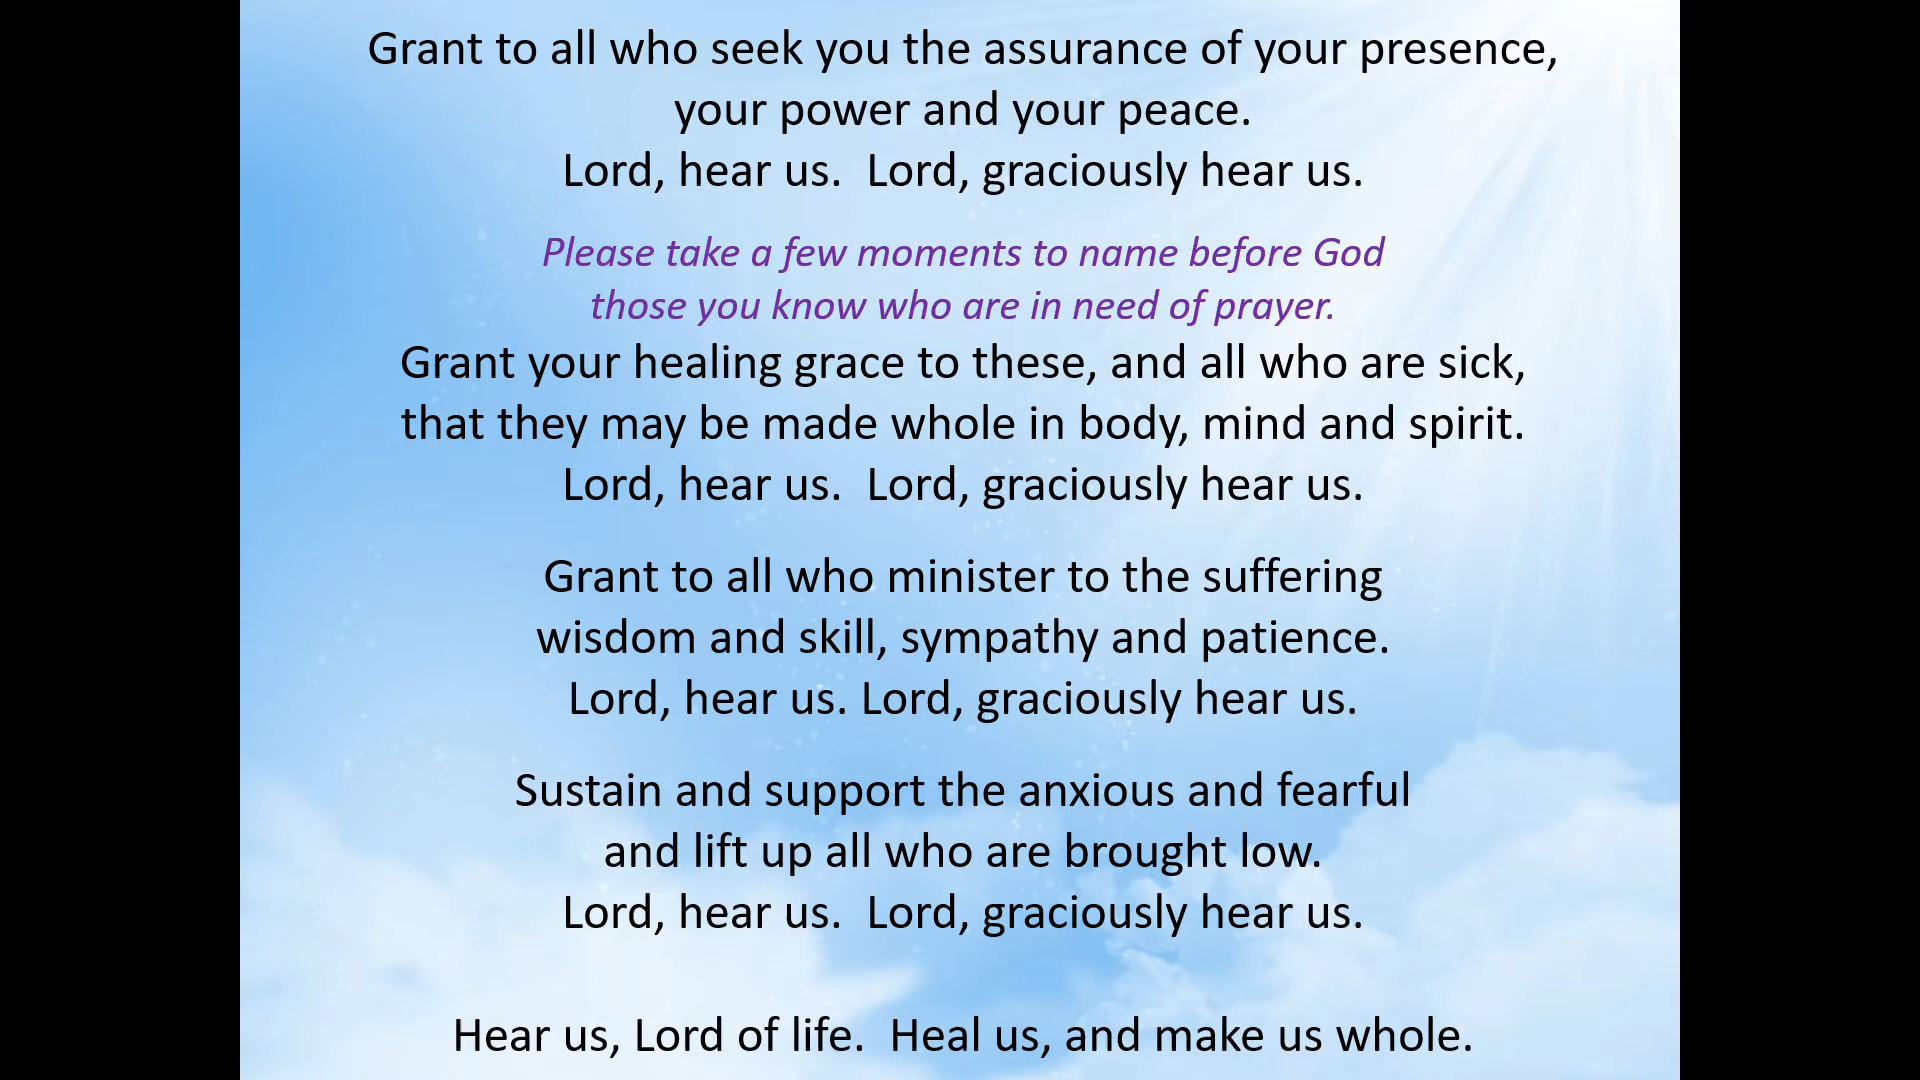 Grant to all who seek you the assurance of your presence,
your power and your peace.
Lord, hear us.  Lord, graciously hear us.
Please take a few moments to name before God
those you know who are in need of prayer.
Grant your healing grace to these, and all who are sick,
that they may be made whole in body, mind and spirit.
Lord, hear us.  Lord, graciously hear us.
Grant to all who minister to the suffering
wisdom and skill, sympathy and patience.
Lord, hear us. Lord, graciously hear us.
Sustain and support the anxious and fearful
and lift up all who are brought low.
Lord, hear us.  Lord, graciously hear us.
Hear us, Lord of life.  Heal us, and make us whole.